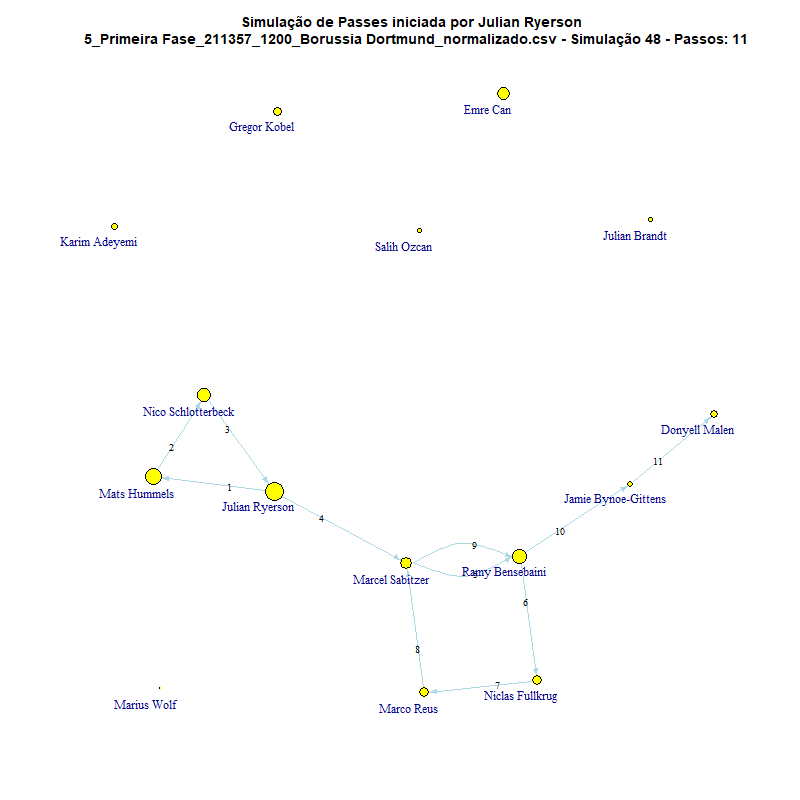 Simulação de Passes iniciada por Julian Ryerson
5_Primeira Fase_211357_1200_Borussia Dortmund_normalizado.csv - Simulação 48 - Passos: 11
Emre Can
Gregor Kobel
Karim Adeyemi
Salih Ozcan
Julian Brandt
Nico Schlotterbeck
3
Donyell Malen
2
11
1
Mats Hummels
Jamie Bynoe-Gittens
Julian Ryerson
4
10
9
Ramy Bensebaini
Marcel Sabitzer
6
8
7
Niclas Fullkrug
Marius Wolf
Marco Reus